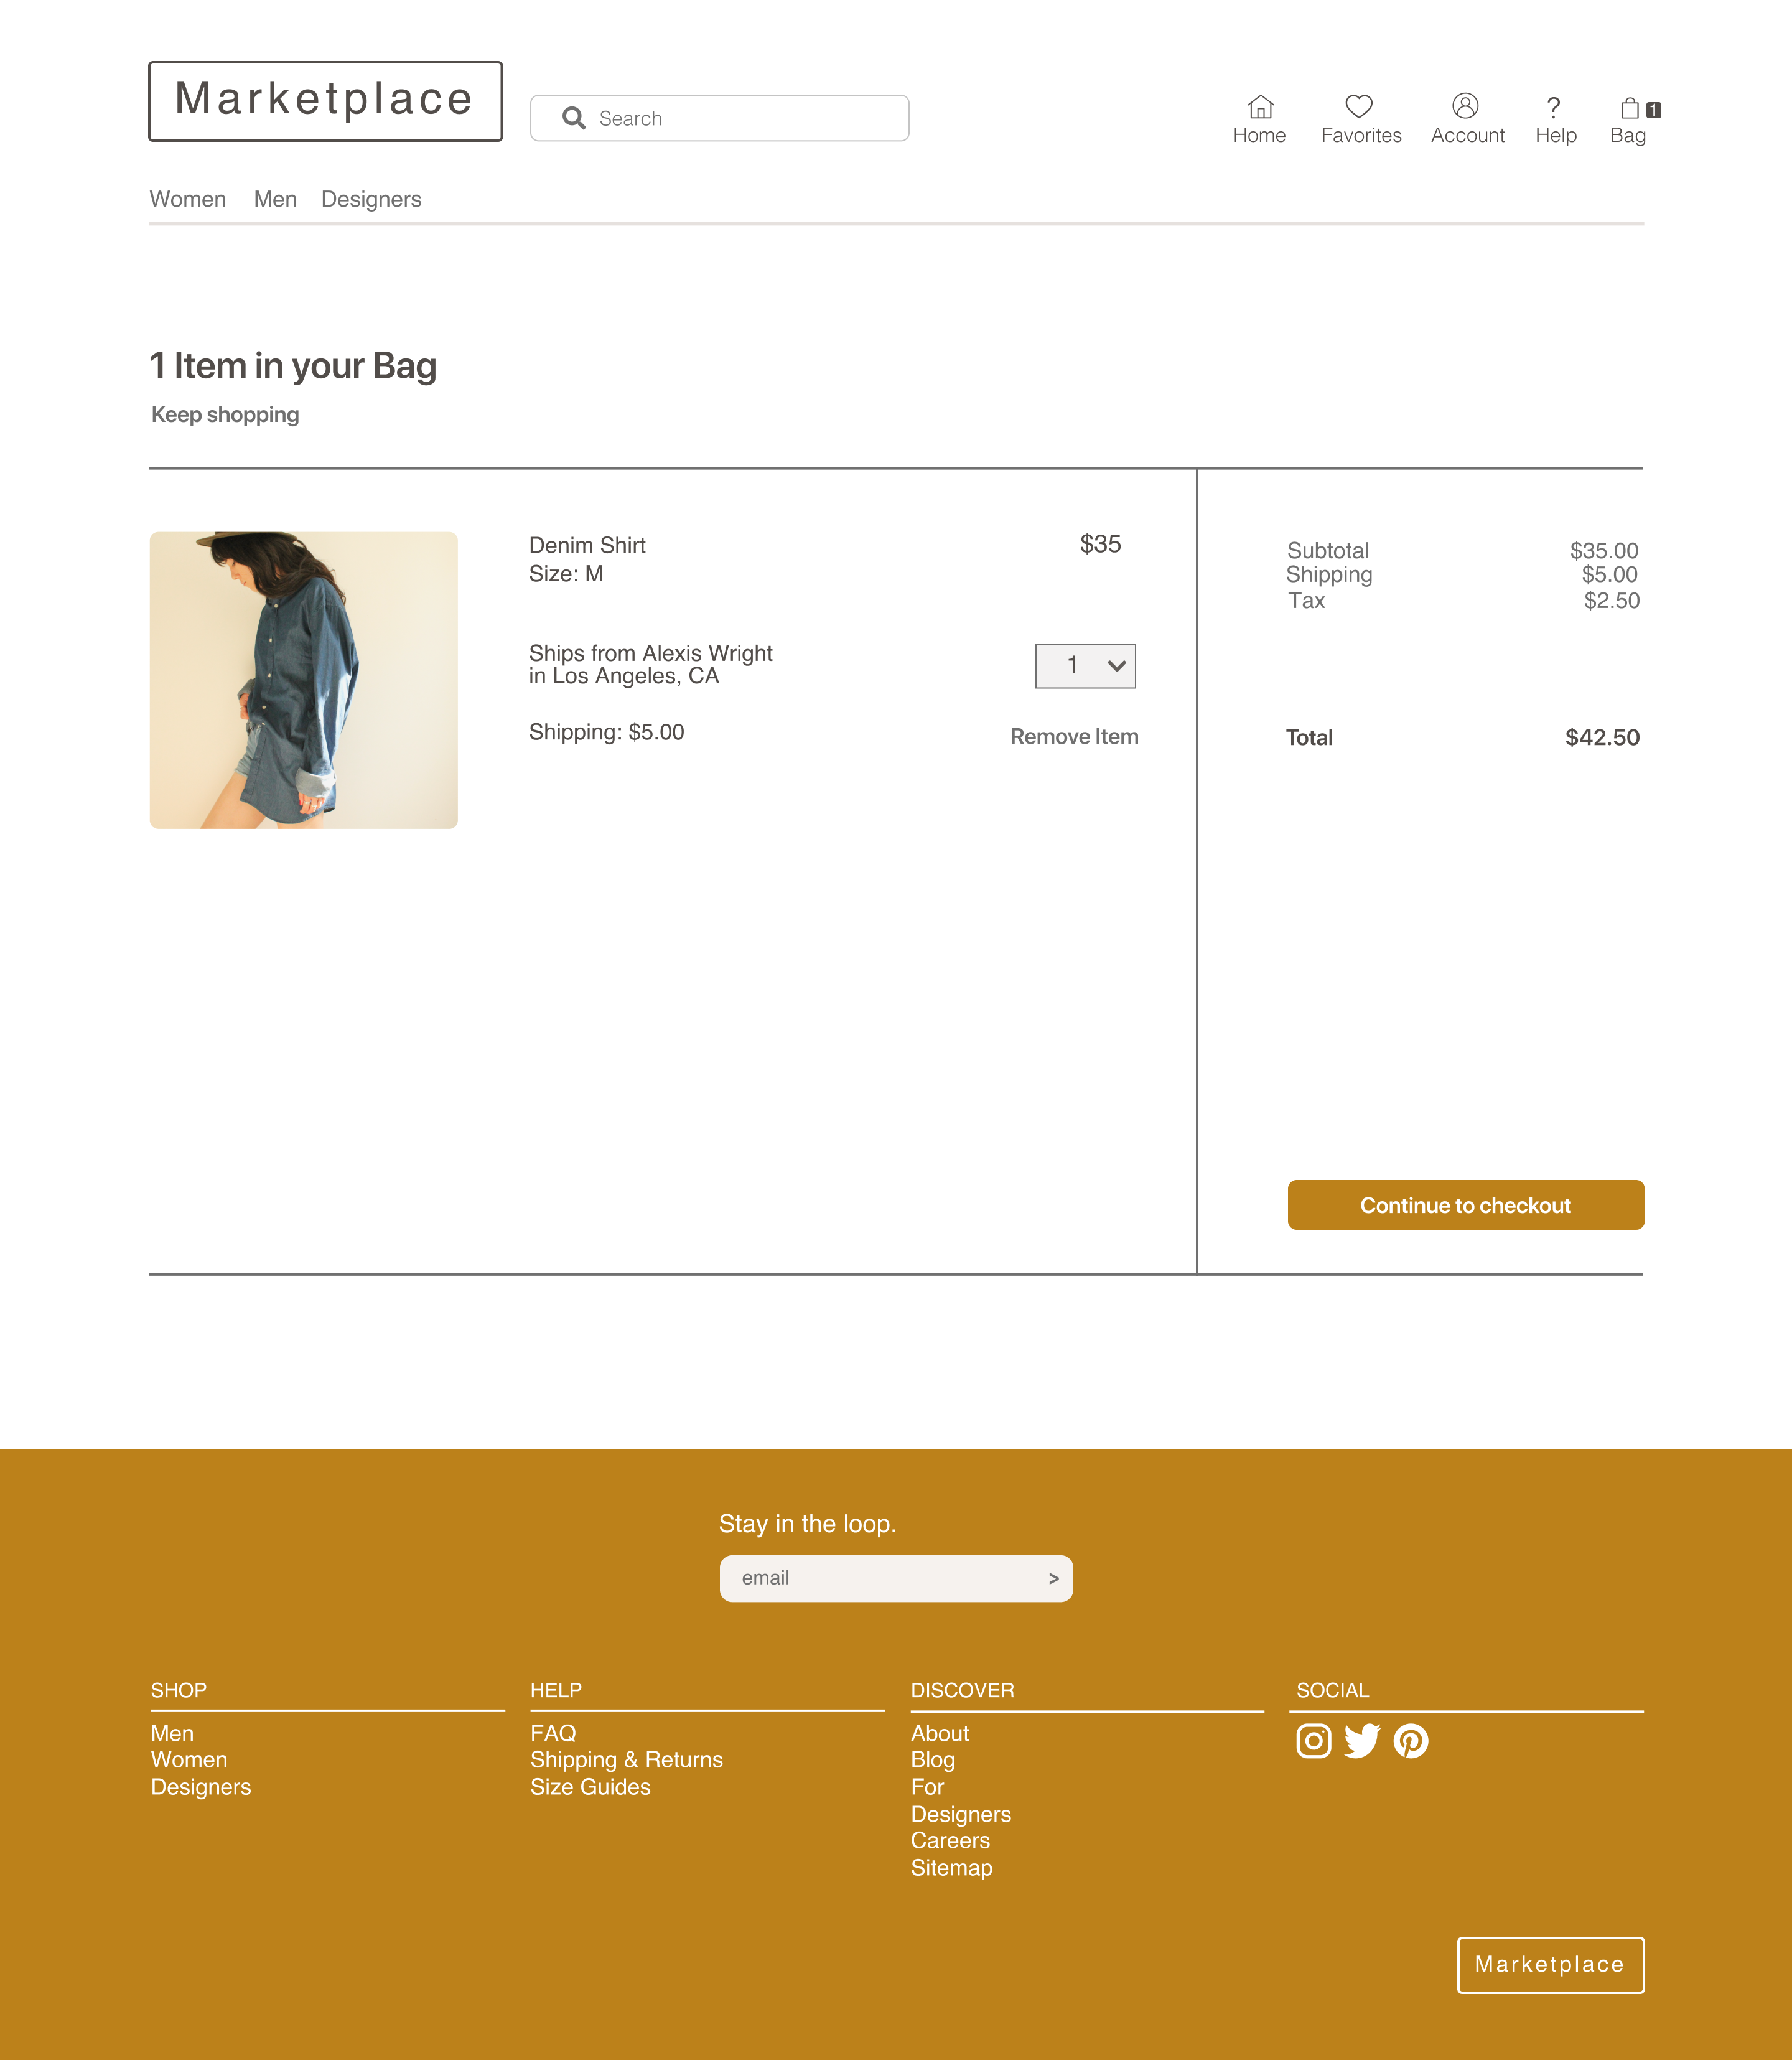 Marketplace
Search
Home
Favorites
Account
?
Help
1
Bag
Women Men Designers
1 Item in your Bag
Keep shopping
Denim Shirt
Size: M
$35
Ships from Alexis Wright
in Los Angeles, CA
1
Shipping: $5.00
Remove Item
Subtotal $35.00
Shipping $5.00
Tax $2.50
Total $42.50
Continue to checkout
Stay in the loop.
email >
SHOP
Men
Women
Designers
HELP
FAQ
Shipping & Returns
Size Guides
DISCOVER
About
Blog
For
Designers
Careers
Sitemap
SOCIAL
Marketplace